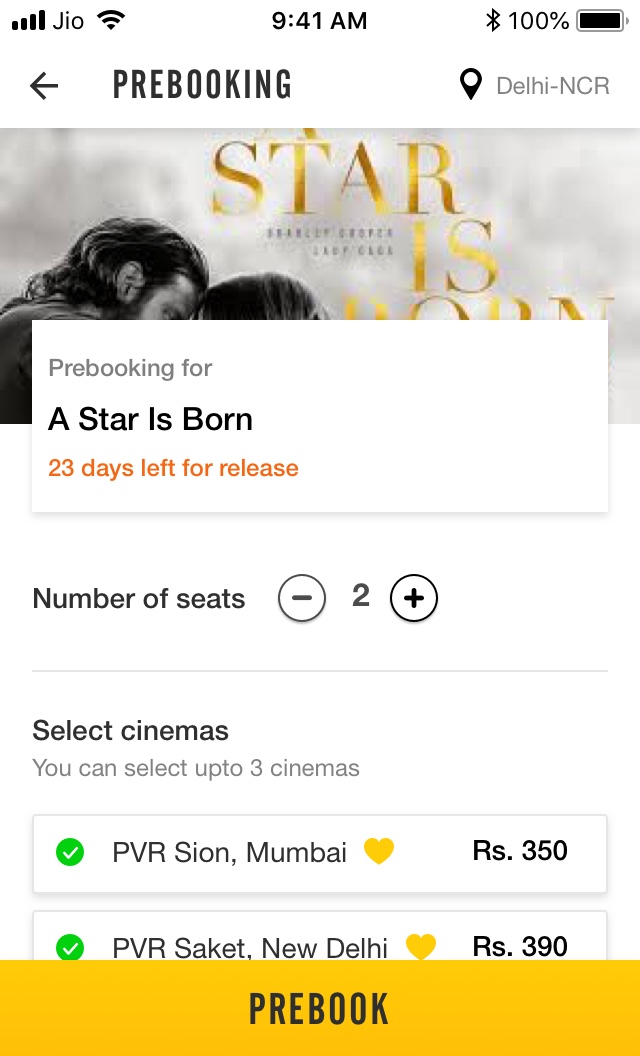 Jio 9:41 AM 100%
PREBOOKING Delhi-NCR
A
STAR
BRADLEY COOPER
LADY GAGA
IS
BORN
Prebooking for
A Star Is Born
23 days left for release
Number of seats 2
Select cinemas
You can select upto 3 cinemas
PVR Sion, Mumbai Rs. 350
PVR Saket, New Delhi Rs. 390
PREBOOK